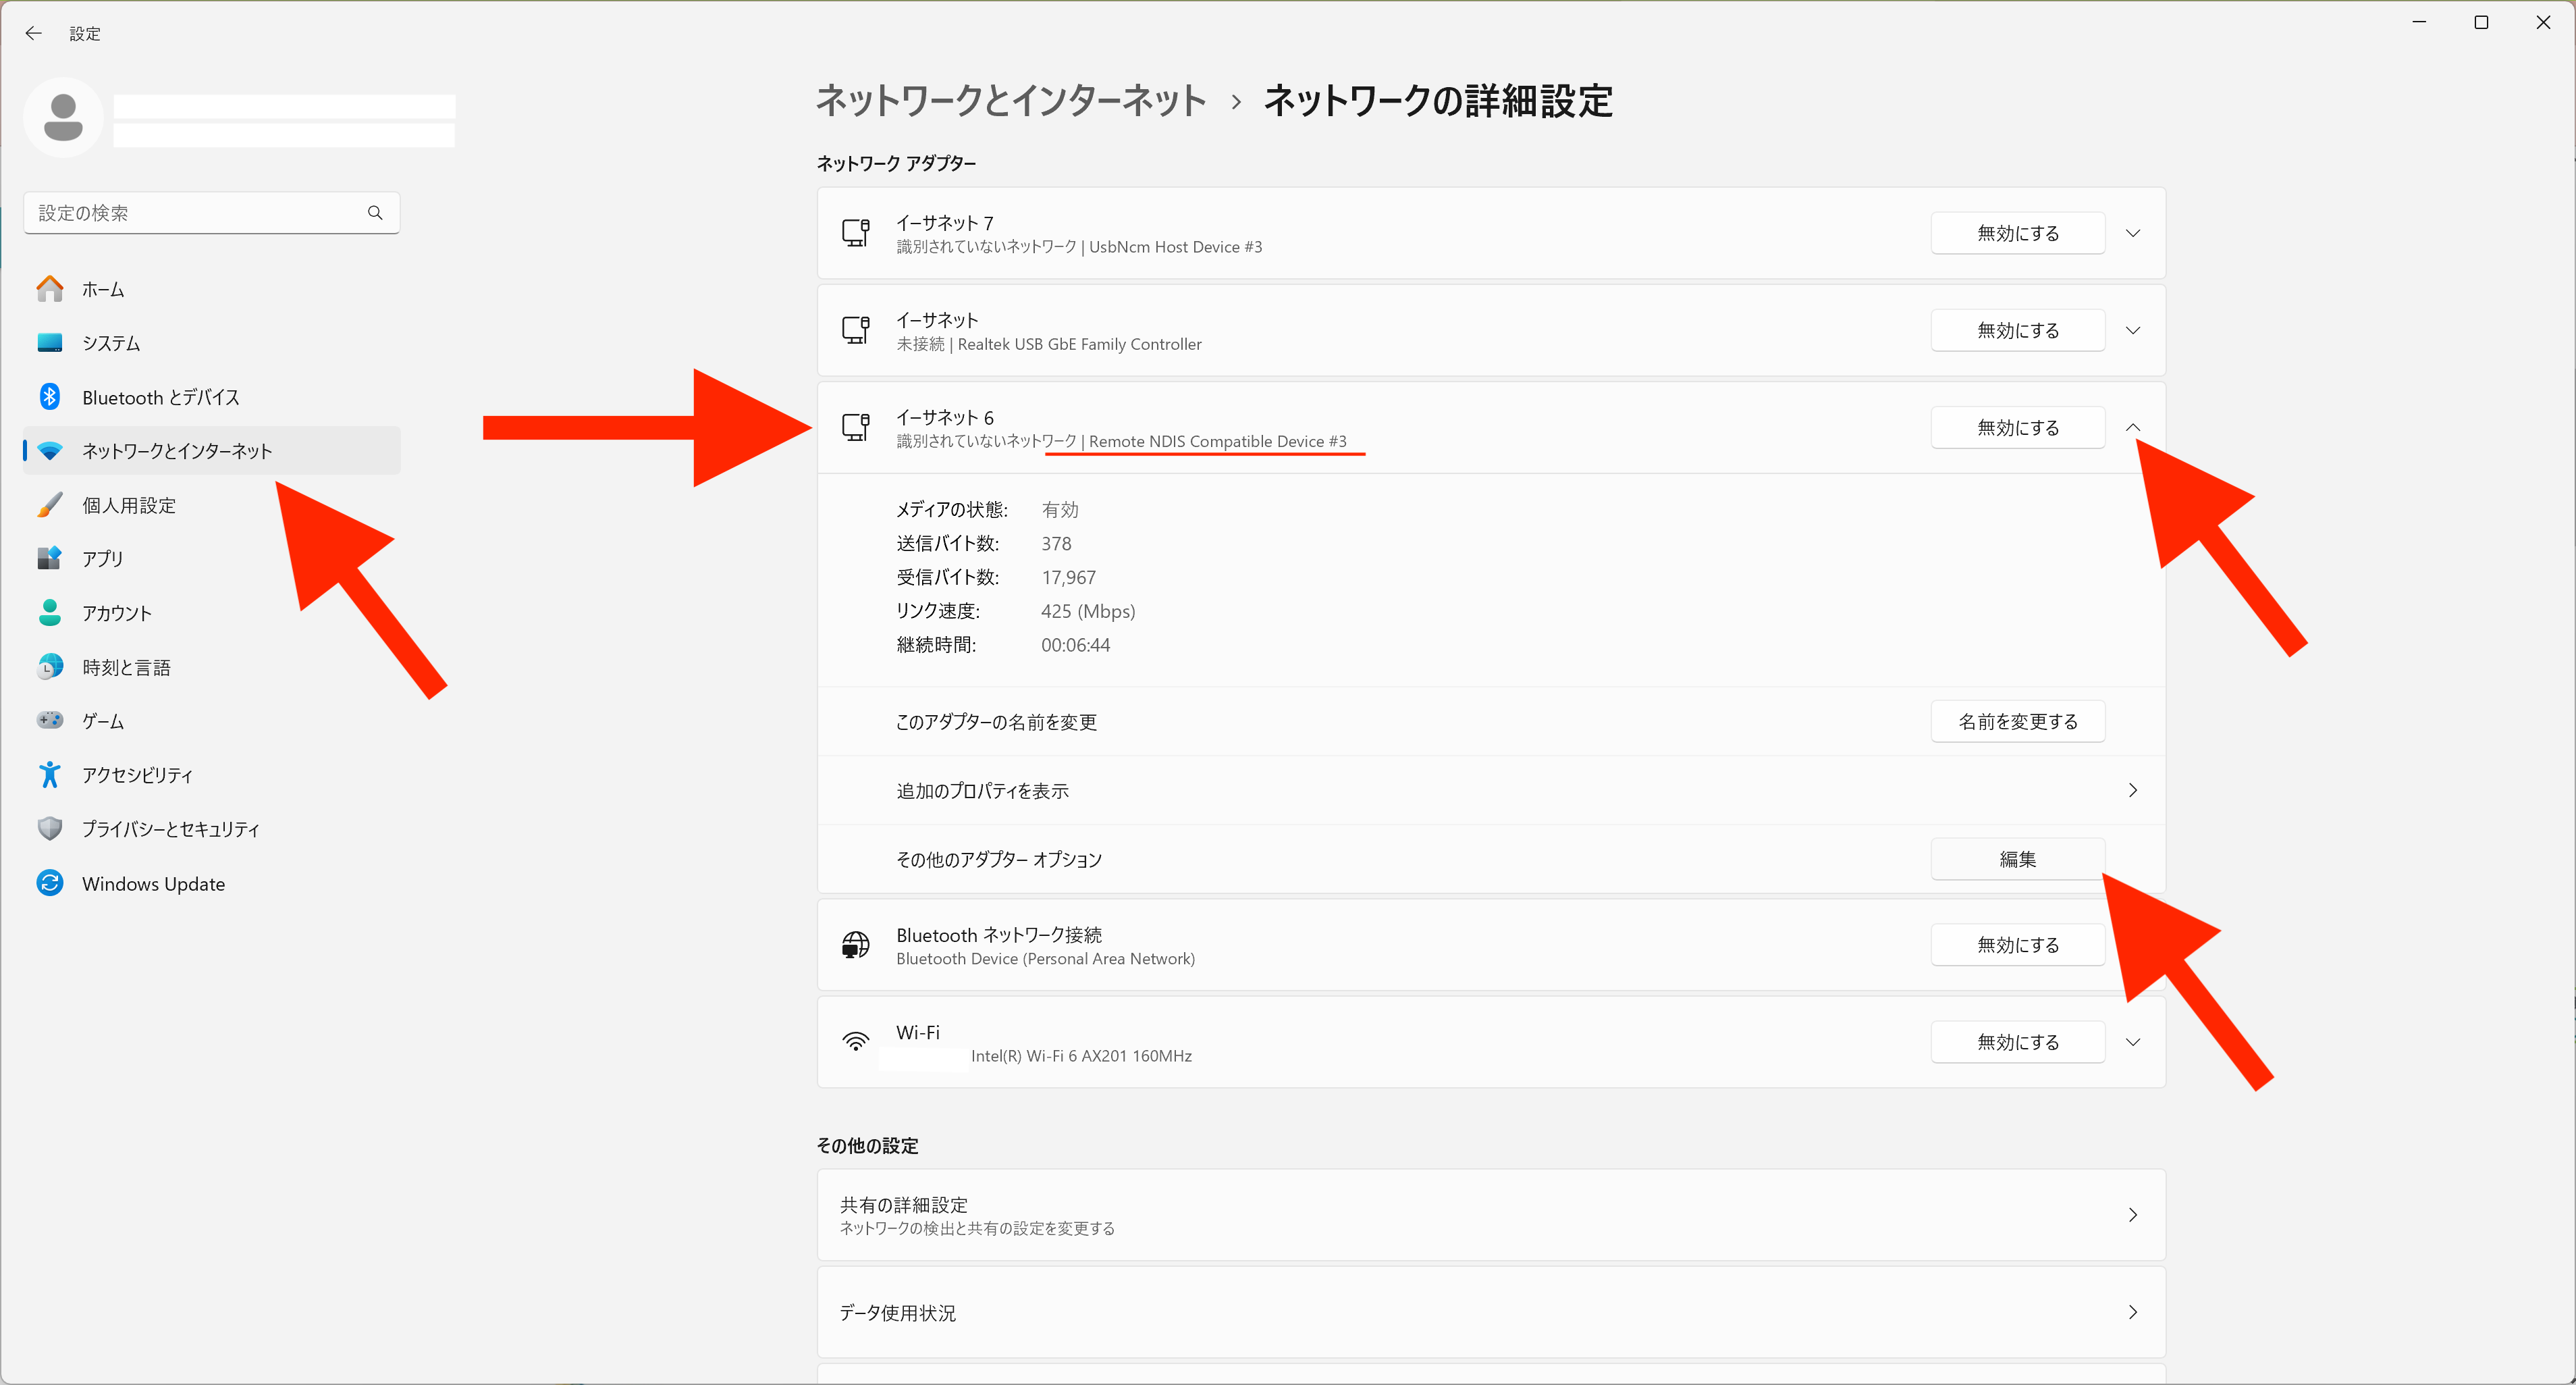 設定
設定の検索
ホーム
システム
Bluetooth とデバイス
ネットワークとインターネット
個人用設定
アプリ
アカウント
時刻と言語
ゲーム
アクセシビリティ
プライバシーとセキュリティ
Windows Update
ネットワークとインターネット › ネットワークの詳細設定
ネットワーク アダプター
イーサネット 7
識別されていないネットワーク | UsbNcm Host Device #3
無効にする
イーサネット
未接続 | Realtek USB GbE Family Controller
無効にする
イーサネット 6
識別されていないネットワーク | Remote NDIS Compatible Device #3
無効にする
メディアの状態: 有効
送信バイト数: 378
受信バイト数: 17,967
リンク速度: 425 (Mbps)
継続時間: 00:06:44
このアダプターの名前を変更
名前を変更する
追加のプロパティを表示
その他のアダプター オプション
編集
Bluetooth ネットワーク接続
Bluetooth Device (Personal Area Network)
無効にする
Wi-Fi
Intel(R) Wi-Fi 6 AX201 160MHz
無効にする
その他の設定
共有の詳細設定
ネットワークの検出と共有の設定を変更する
データ使用状況